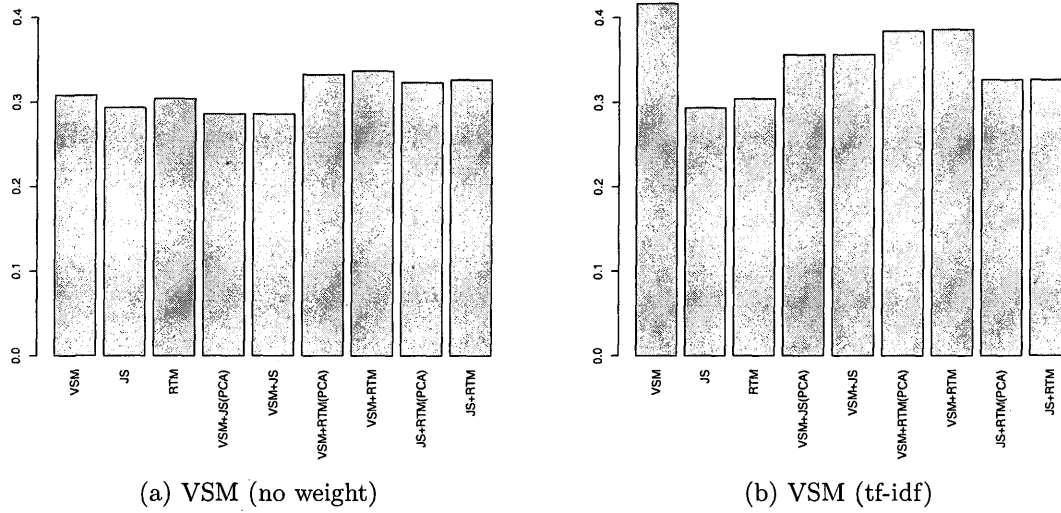 0.4
0.3
0.2
0.1
0.0
VSM
JS
RTM
VSM+JS(PCA)
VSM+JS
VSM+RTM(PCA)
VSM+RTM
JS+RTM(PCA)
JS+RTM
(a) VSM (no weight)
0.4
0.3
0.2
0.1
0.0
VSM
JS
RTM
VSM+JS(PCA)
VSM+JS
VSM+RTM(PCA)
VSM+RTM
JS+RTM(PCA)
JS+RTM
(b) VSM (tf-idf)